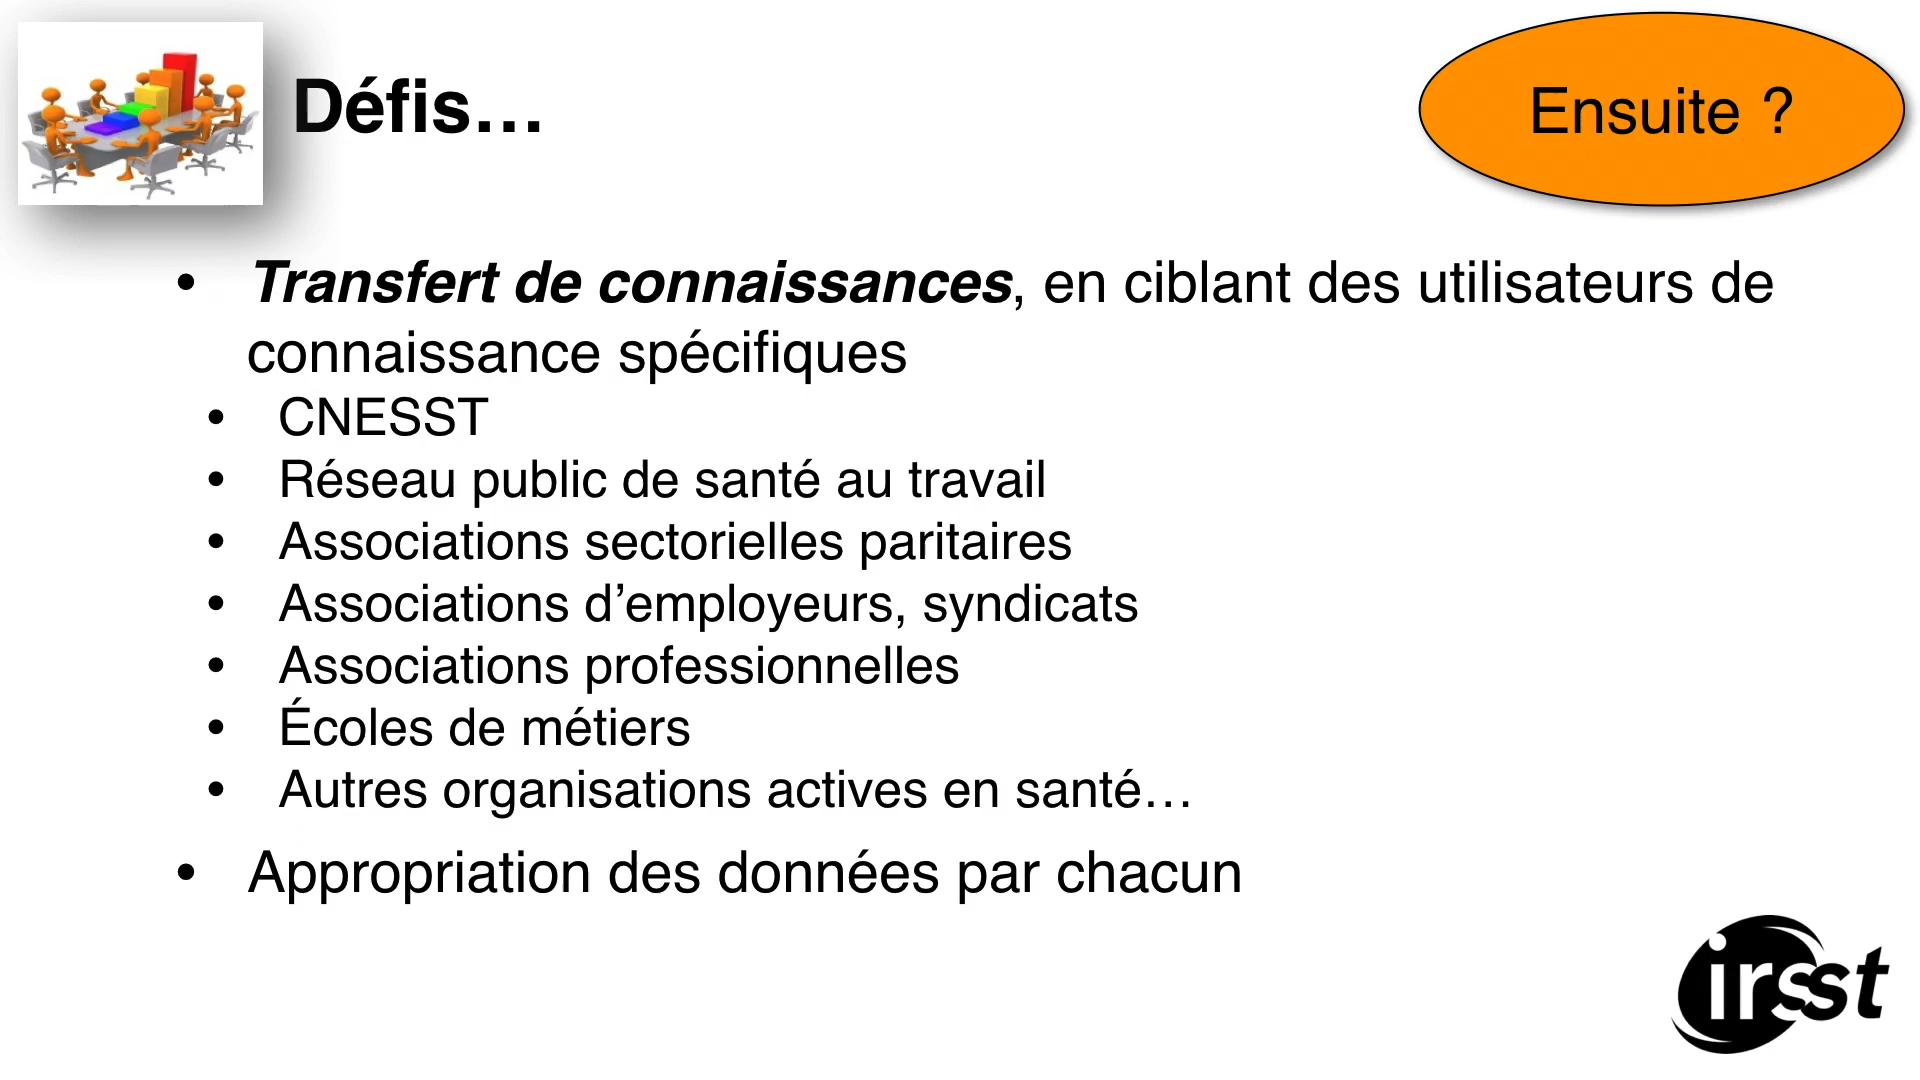 Défis…
Ensuite ?
• Transfert de connaissances, en ciblant des utilisateurs de
connaissance spécifiques
• CNESST
• Réseau public de santé au travail
• Associations sectorielles paritaires
• Associations d’employeurs, syndicats
• Associations professionnelles
• Écoles de métiers
• Autres organisations actives en santé…
• Appropriation des données par chacun
irsst